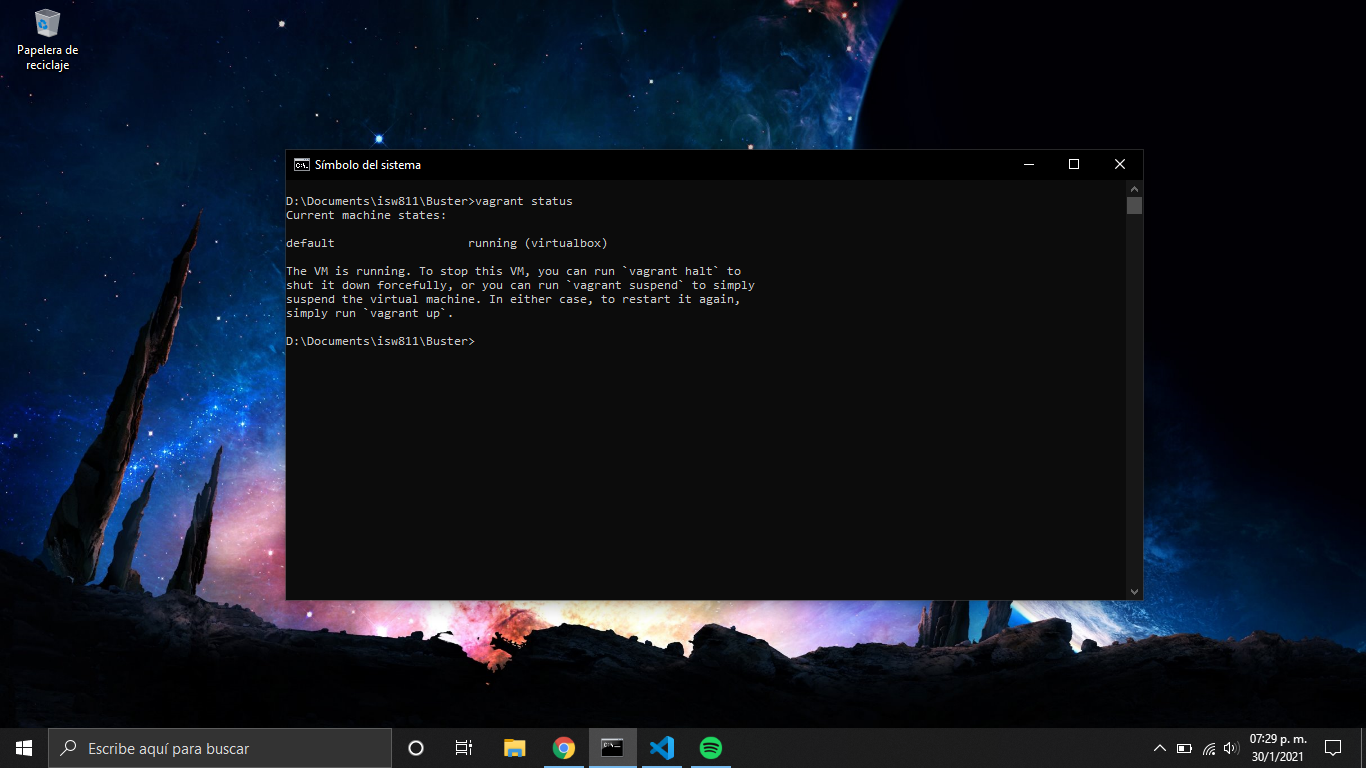 Papelera de
reciclaje
Símbolo del sistema
D:\Documents\isw811\Buster>vagrant status
Current machine states:
default                   running (virtualbox)
The VM is running. To stop this VM, you can run `vagrant halt` to
shut it down forcefully, or you can run `vagrant suspend` to simply
suspend the virtual machine. In either case, to restart it again,
simply run `vagrant up`.
D:\Documents\isw811\Buster>
Escribe aquí para buscar
07:29 p. m.
30/1/2021